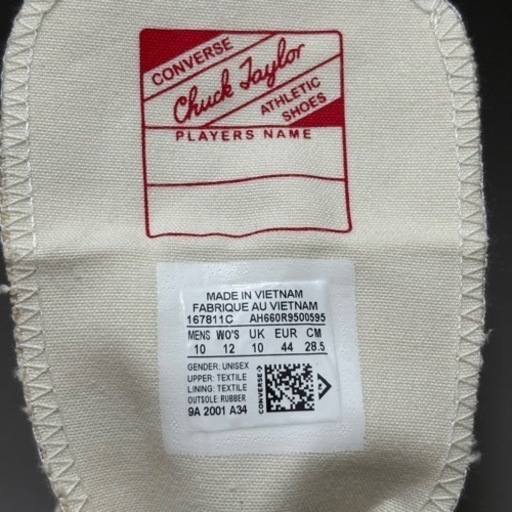 CONVERSE
Chuck Taylor
ATHLETIC
SHOES
PLAYERS NAME
MADE IN VIETNAM
FABRIQUE AU VIETNAM
167811C AH660R9500595
MENS WO'S UK EUR CM
10 12 10 44 28.5
GENDER: UNISEX
UPPER: TEXTILE
LINING: TEXTILE
OUTSOLE: RUBBER
9A 2001 A34
CONVERSE